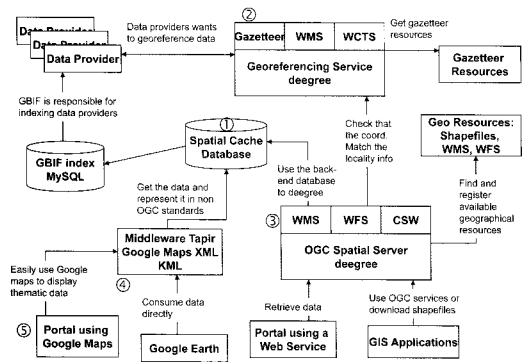 ②
Data Provider
Data Provider
Data Provider
Data providers wants
to georeference data
Gazetteer
WMS
WCTS
Georeferencing Service
deegree
Get gazetteer
resources
Gazetteer
Resources
GBIF is responsible for
indexing data providers
①
Spatial Cache
Database
Check that
the coord.
Match the
locality info
Geo Resources:
Shapefiles,
WMS, WFS
GBIF index
MySQL
Get the data and
represent it in non
OGC standards
Use the back-
end database
to deegree
Find and
register
available
geographical
resources
③
WMS
WFS
CSW
OGC Spatial Server
deegree
Middleware Tapir
Google Maps XML
KML
④
Easily use Google
maps to display
thematic data
Consume data
directly
Retrieve data
Use OGC services or
download shapefiles
⑤
Portal using
Google Maps
Google Earth
Portal using a
Web Service
GIS Applications